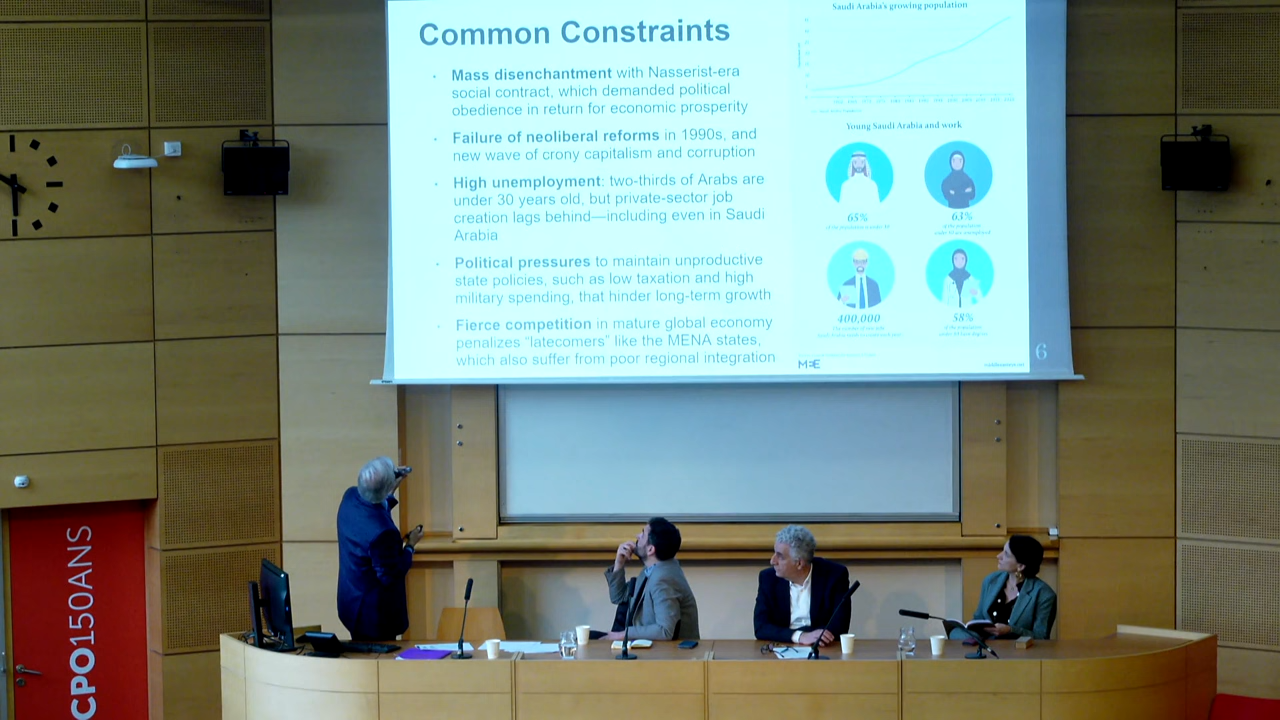 Common Constraints
Mass disenchantment with Nasserist-era
social contract, which demanded political
obedience in return for economic prosperity
Failure of neoliberal reforms in 1990s, and
new wave of crony capitalism and corruption
High unemployment: two-thirds of Arabs are
under 30 years old, but private-sector job
creation lags behind—including even in Saudi
Arabia
Political pressures to maintain unproductive
state policies, such as low taxation and high
military spending, that hinder long-term growth
Fierce competition in mature global economy
penalizes "latecomers" like the MENA states,
which also suffer from poor regional integration
Saudi Arabia's growing population
Young Saudi Arabia and work
65%
63%
400,000
58%
MEE
6
CPO150ANS